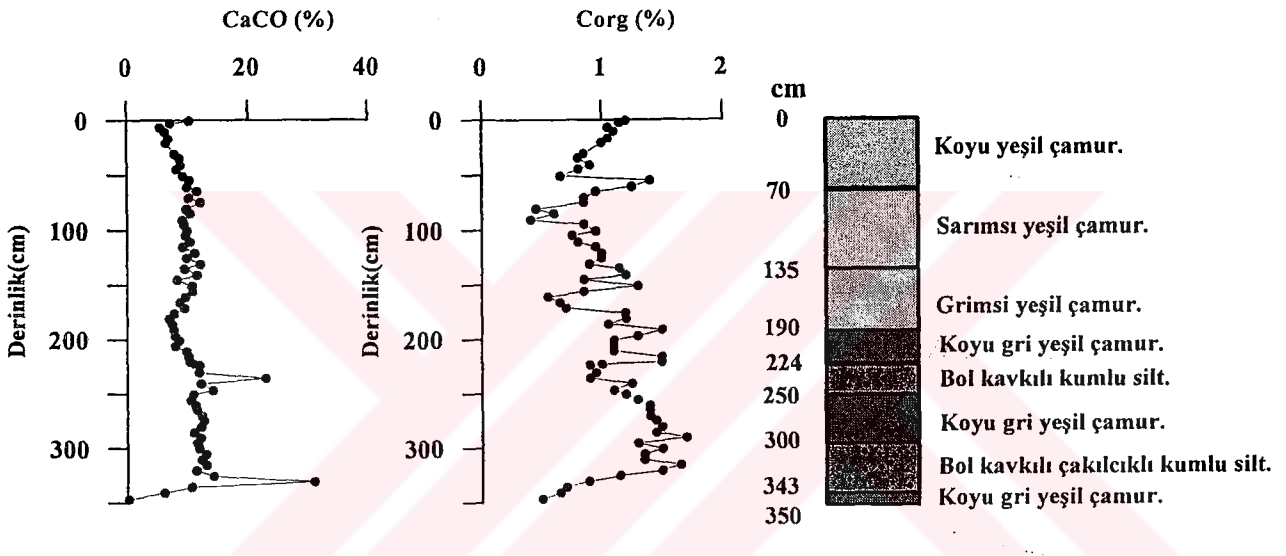 CaCO (%)
0 20 40
Derinlik(cm)
0
100
200
300
Corg (%)
0 1 2
Derinlik(cm)
0
100
200
300
cm
0
70
135
190
224
250
300
343
350
Koyu yeşil çamur.
Sarımsı yeşil çamur.
Grimsi yeşil çamur.
Koyu gri yeşil çamur.
Bol kavkılı kumlu silt.
Koyu gri yeşil çamur.
Bol kavkılı çakılcıklı kumlu silt.
Koyu gri yeşil çamur.